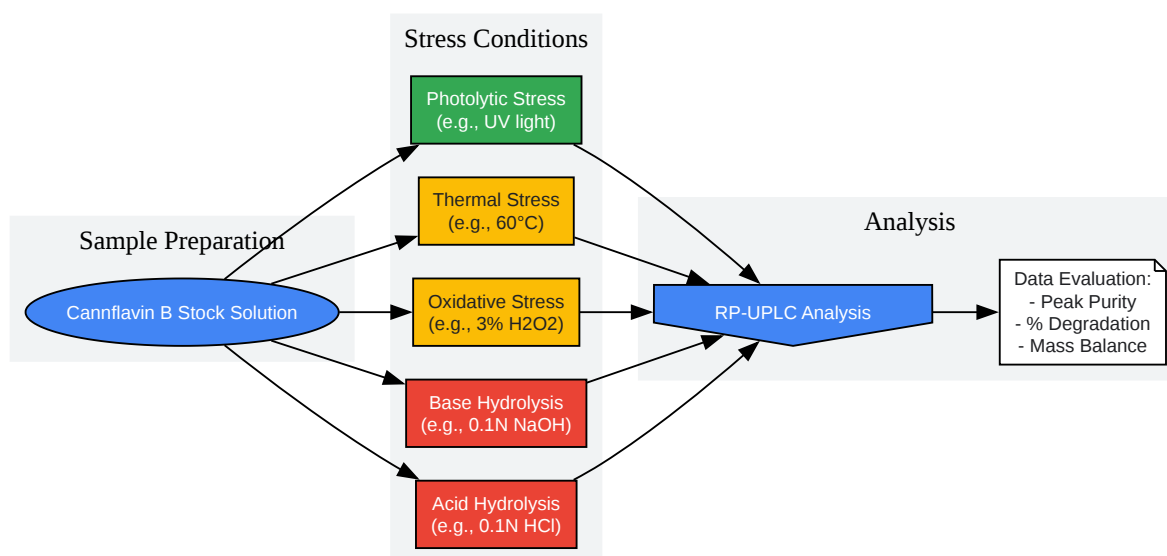 Stress Conditions
Photolytic Stress
(e.g., UV light)
Thermal Stress
(e.g., 60°C)
Sample Preparation
Analysis
Cannflavin B Stock Solution
Oxidative Stress
(e.g., 3% H2O2)
RP-UPLC Analysis
Data Evaluation:
- Peak Purity
- % Degradation
- Mass Balance
Base Hydrolysis
(e.g., 0.1N NaOH)
Acid Hydrolysis
(e.g., 0.1N HCl)